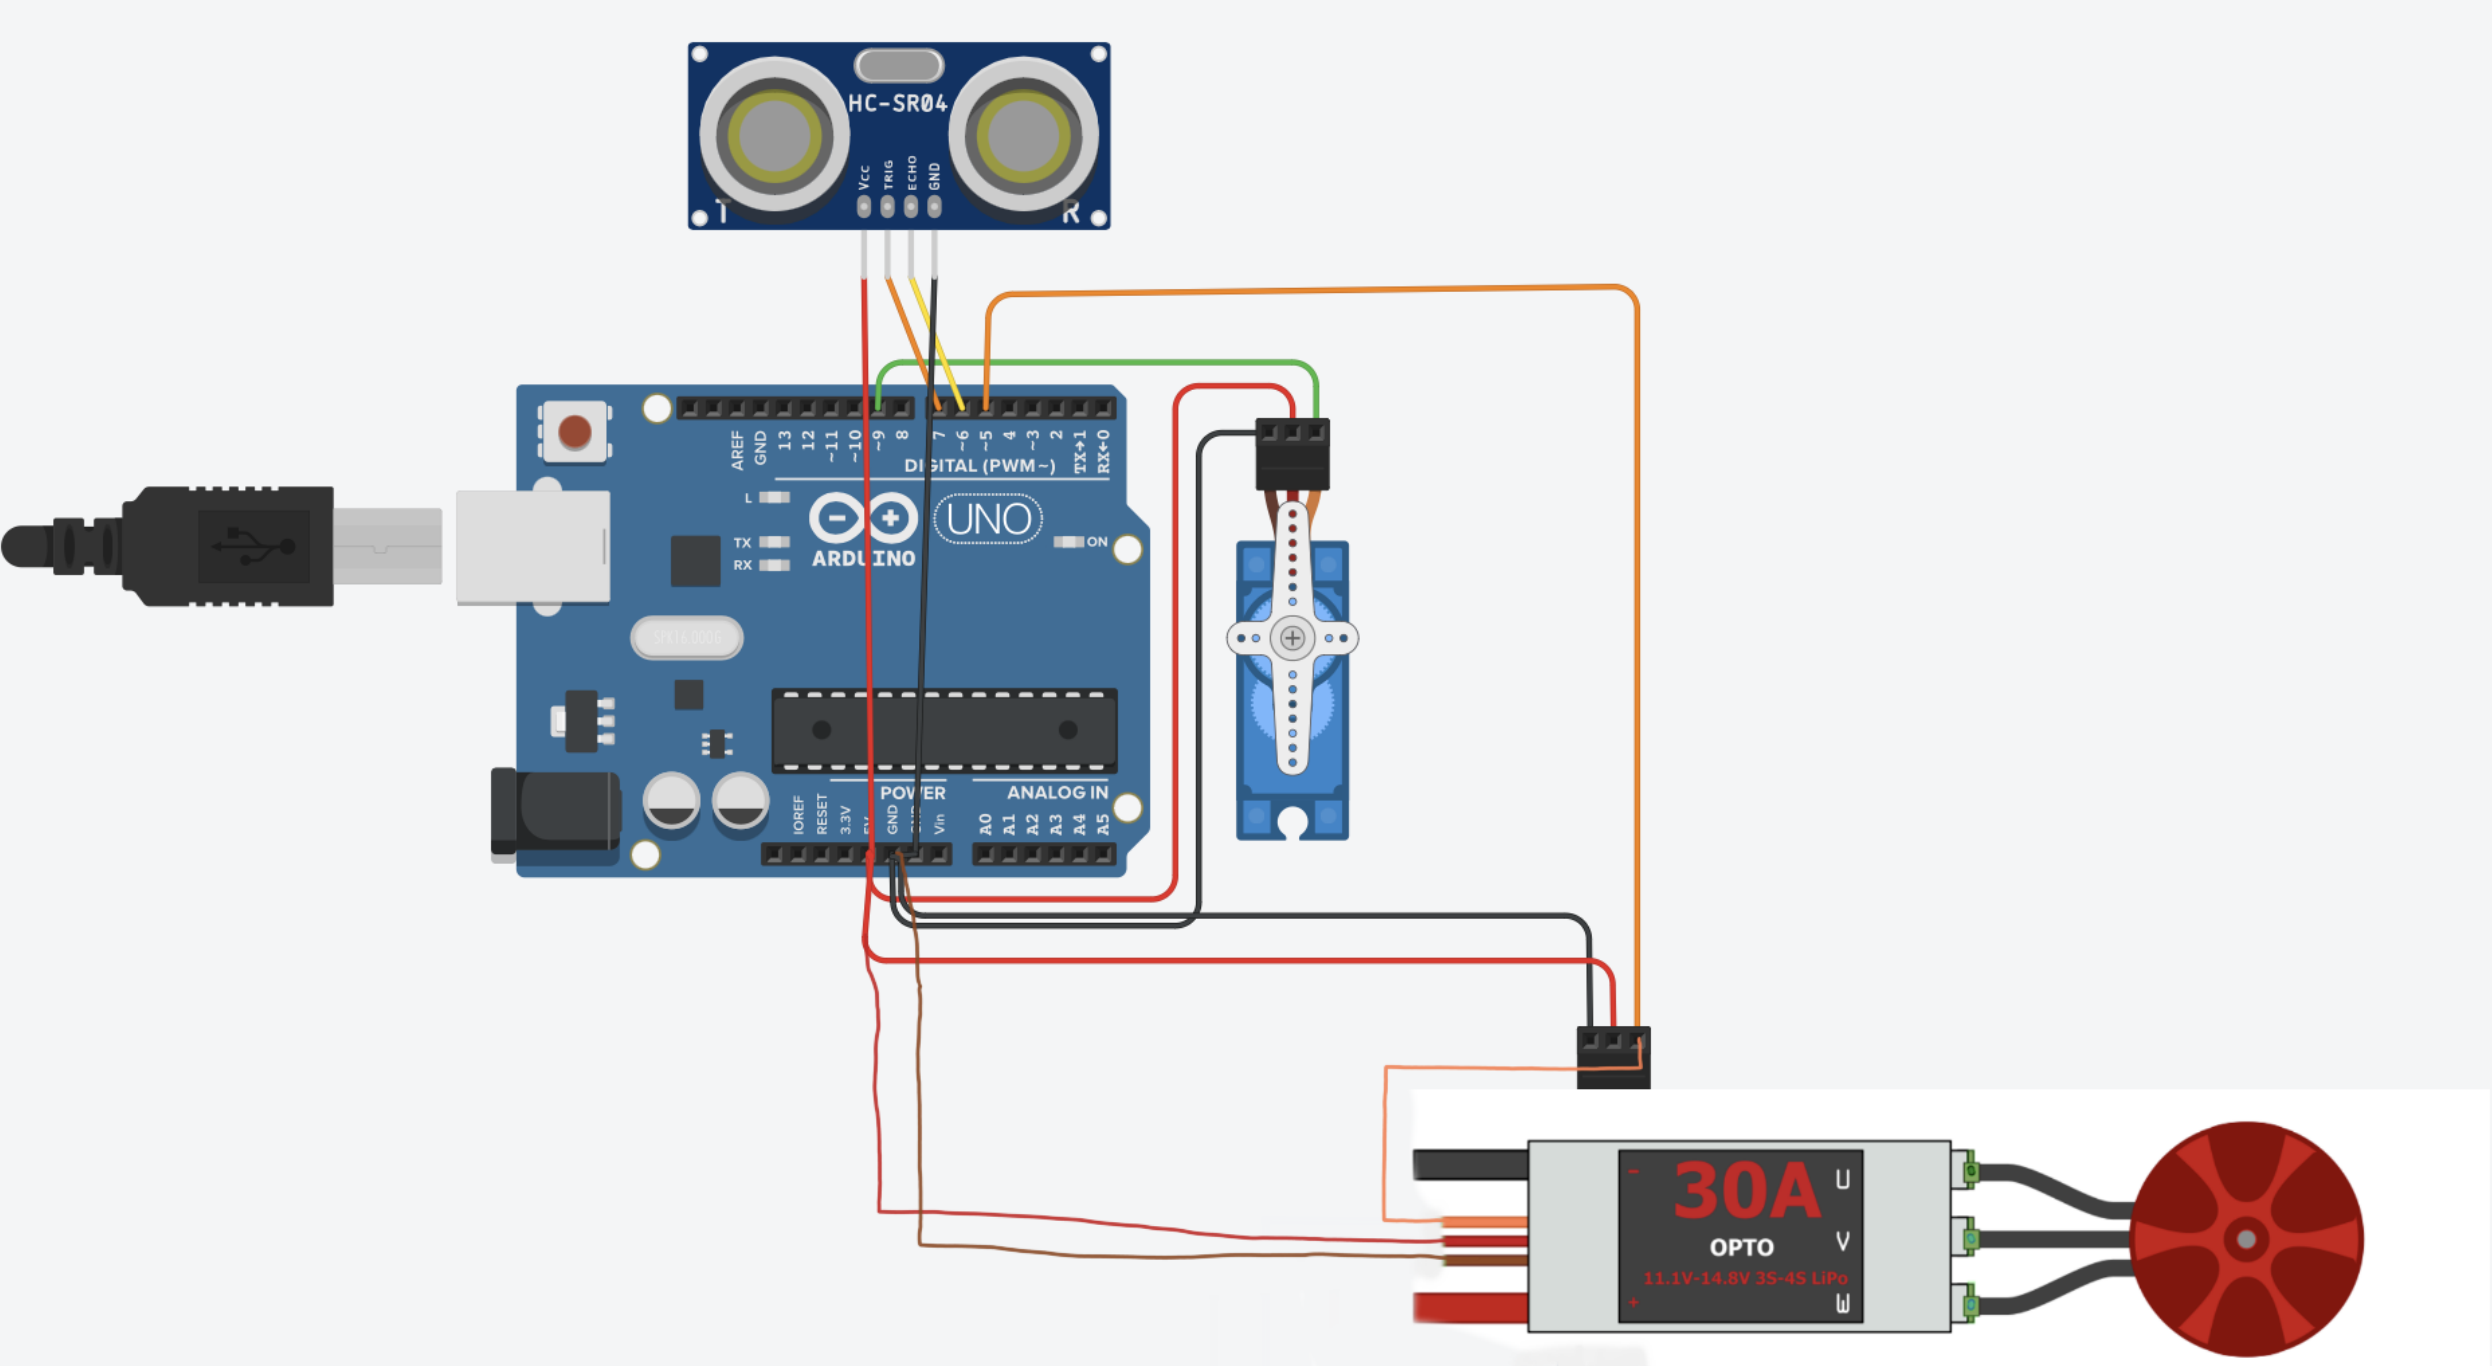 HC-SR04
Vcc
TRIG
ECHO
GND
T
R
AREF
GND
13
12
~11
~10
~9
8
7
~6
~5
4
~3
2
TX→1
RX←0
DIGITAL (PWM~)
L
TX
RX
ARDUINO
UNO
ON
SPK16.000G
POWER
ANALOG IN
IOREF
RESET
3.3V
5V
GND
GND
Vin
A0
A1
A2
A3
A4
A5
-
30A
U
OPTO
V
11.1V-14.8V 3S-4S LiPo
+
W